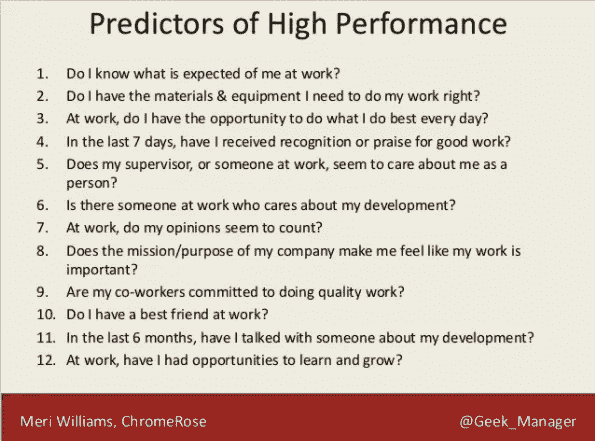 Predictors of High Performance
1. Do I know what is expected of me at work?
2. Do I have the materials & equipment I need to do my work right?
3. At work, do I have the opportunity to do what I do best every day?
4. In the last 7 days, have I received recognition or praise for good work?
5. Does my supervisor, or someone at work, seem to care about me as a
person?
6. Is there someone at work who cares about my development?
7. At work, do my opinions seem to count?
8. Does the mission/purpose of my company make me feel like my work is
important?
9. Are my co-workers committed to doing quality work?
10. Do I have a best friend at work?
11. In the last 6 months, have I talked with someone about my development?
12. At work, have I had opportunities to learn and grow?
Meri Williams, ChromeRose @Geek_Manager